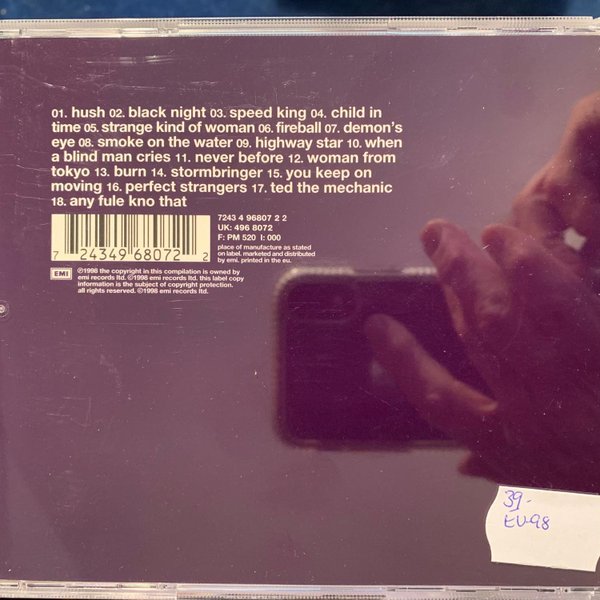 01. hush 02. black night 03. speed king 04. child in
time 05. strange kind of woman 06. fireball 07. demon's
eye 08. smoke on the water 09. highway star 10. when
a blind man cries 11. never before 12. woman from
tokyo 13. burn 14. stormbringer 15. you keep on
moving 16. perfect strangers 17. ted the mechanic
18. any fule kno that
7 24349 68072 2
7243 4 96807 2 2
UK: 496 8072
F: PM 520 I: 000
place of manufacture as stated
on label. marketed and distributed
by emi. printed in the eu.
EMI
℗1998 the copyright in this compilation is owned by
emi records ltd. ©1998 emi records ltd. this label copy
information is the subject of copyright protection.
all rights reserved. ©1998 emi records ltd.
39.-
EU-98